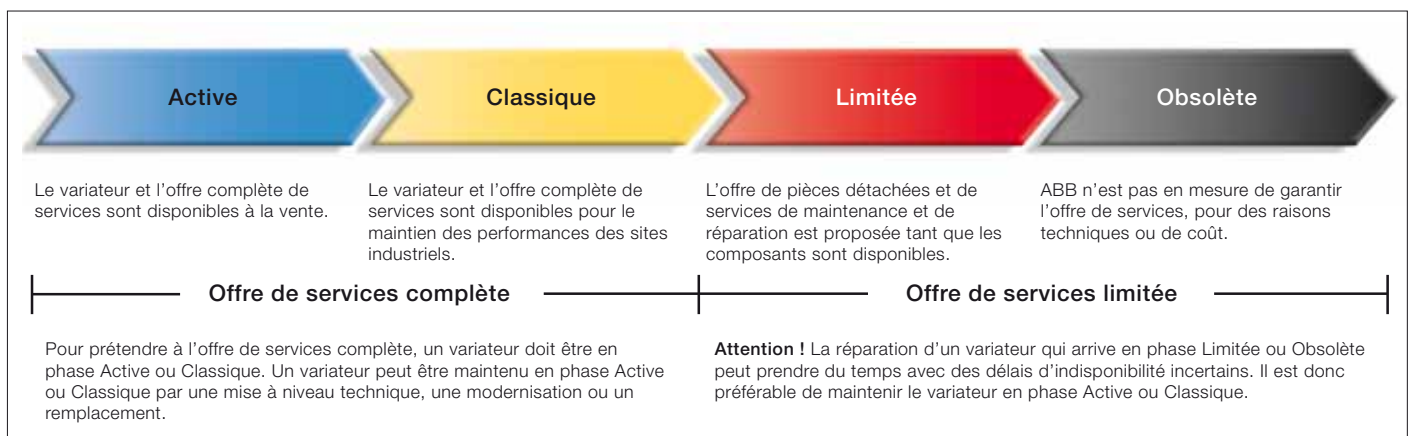 Active
Classique
Limitée
Obsolète
Le variateur et l’offre complète de
services sont disponibles à la vente.
Le variateur et l’offre complète de
services sont disponibles pour le
maintien des performances des sites
industriels.
L’offre de pièces détachées et de
services de maintenance et de
réparation est proposée tant que les
composants sont disponibles.
ABB n’est pas en mesure de garantir
l’offre de services, pour des raisons
techniques ou de coût.
Offre de services complète
Offre de services limitée
Pour prétendre à l’offre de services complète, un variateur doit être en
phase Active ou Classique. Un variateur peut être maintenu en phase Active
ou Classique par une mise à niveau technique, une modernisation ou un
remplacement.
Attention ! La réparation d’un variateur qui arrive en phase Limitée ou Obsolète
peut prendre du temps avec des délais d’indisponibilité incertains. Il est donc
préférable de maintenir le variateur en phase Active ou Classique.